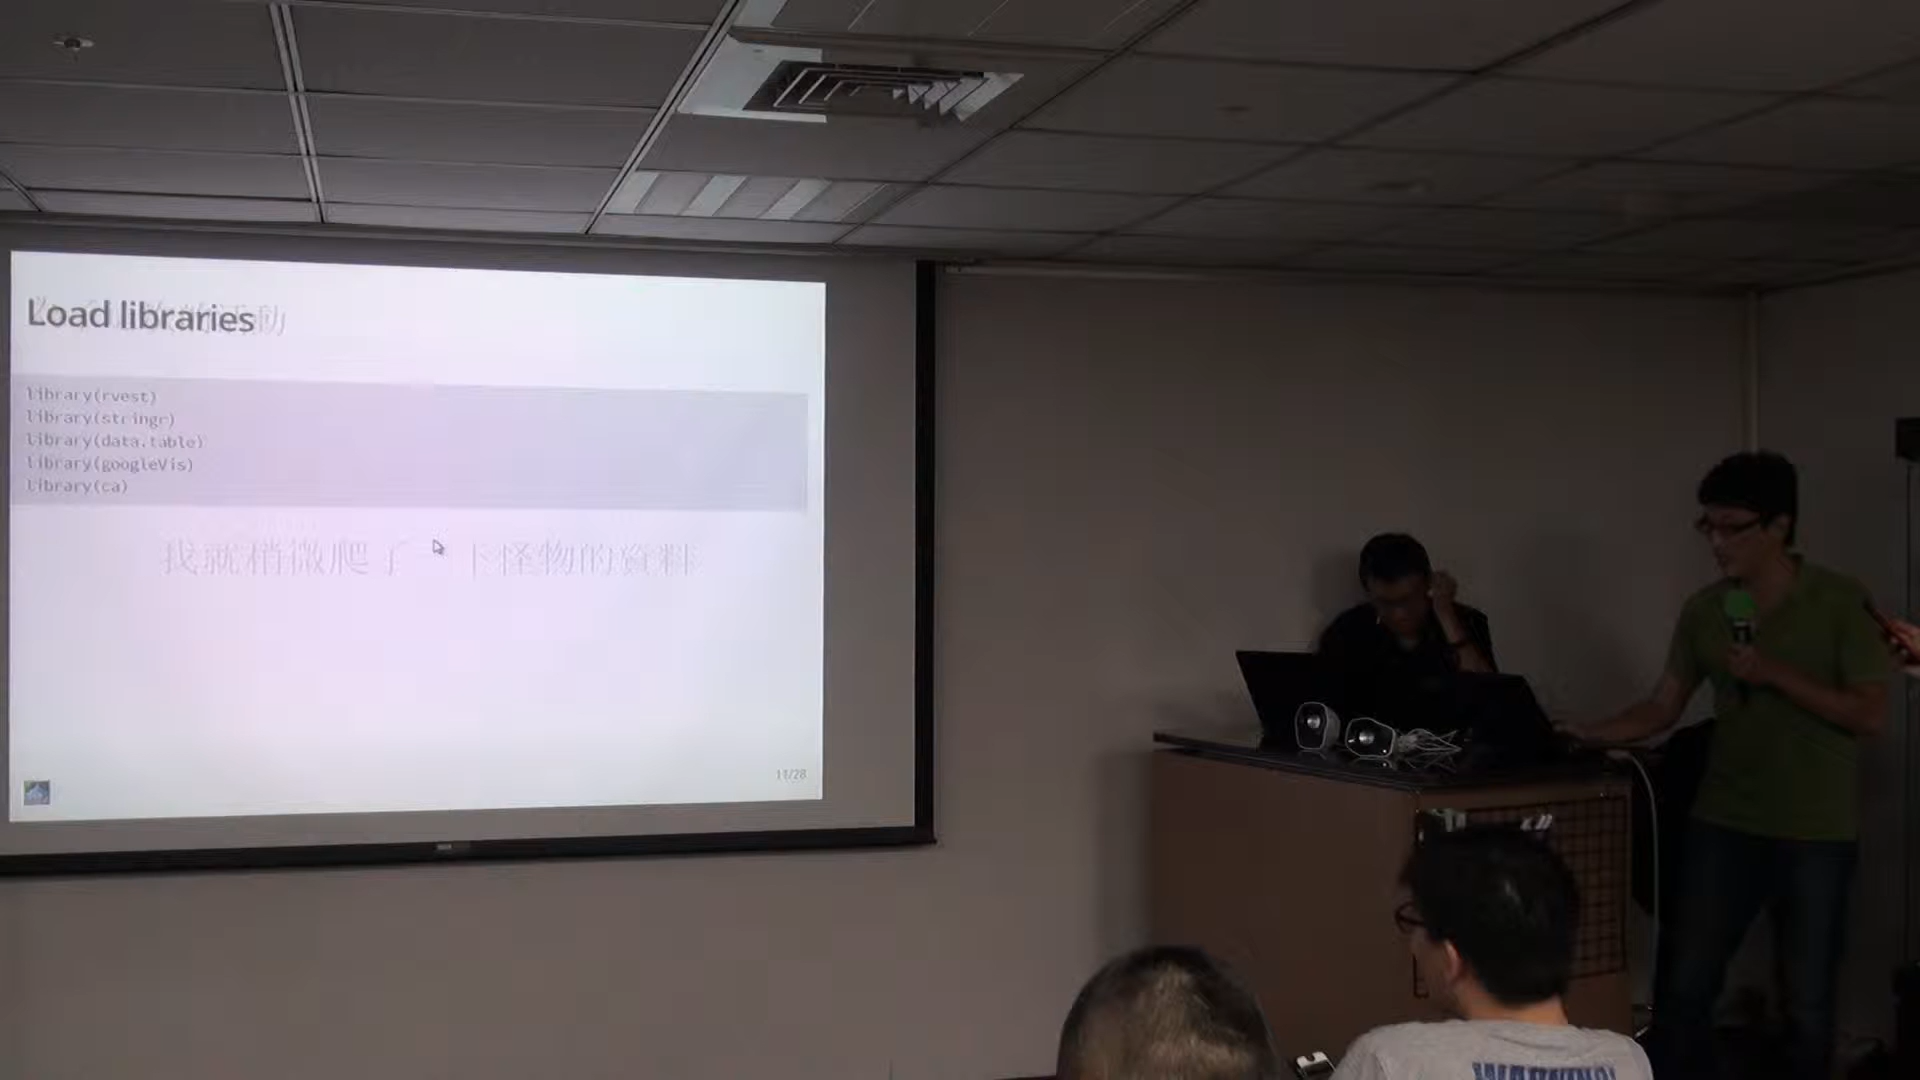 Load libraries
library(rvest)
library(stringr)
library(data.table)
library(googleVis)
library(ca)
我就稍微爬了一下怪物的資料
11/28
WARNING!